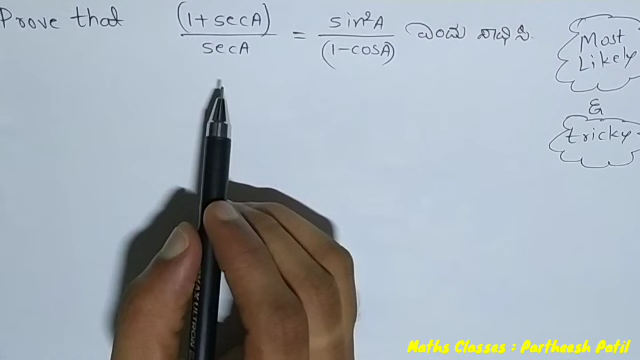 Prove that (1+secA)/secA = sin²A/(1-cosA) ಎಂದು ಸಾಧಿಸಿ.
Most Likely
&
tricky
Maths Classes : Partheesh Patil